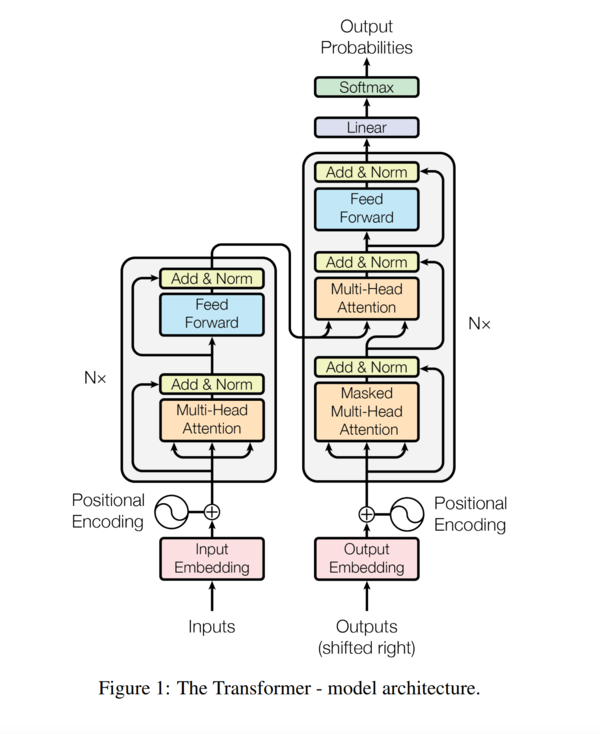 Output
Probabilities
Softmax
Linear
Add & Norm
Feed
Forward
Add & Norm
Multi-Head
Attention
Add & Norm
Masked
Multi-Head
Attention
Nx
Add & Norm
Feed
Forward
Add & Norm
Multi-Head
Attention
Nx
Positional
Encoding
Positional
Encoding
Input
Embedding
Output
Embedding
Inputs
Outputs
(shifted right)
Figure 1: The Transformer - model architecture.